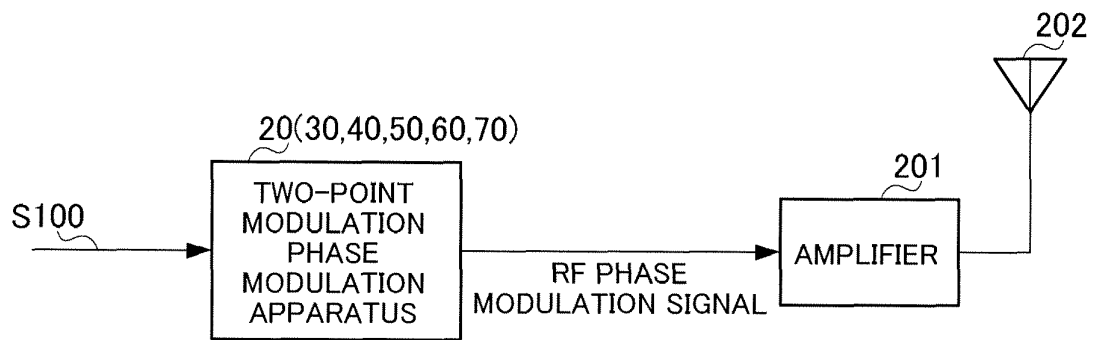 202
20(30,40,50,60,70)
201
S100
TWO-POINT
MODULATION
PHASE
MODULATION
APPARATUS
RF PHASE
MODULATION SIGNAL
AMPLIFIER